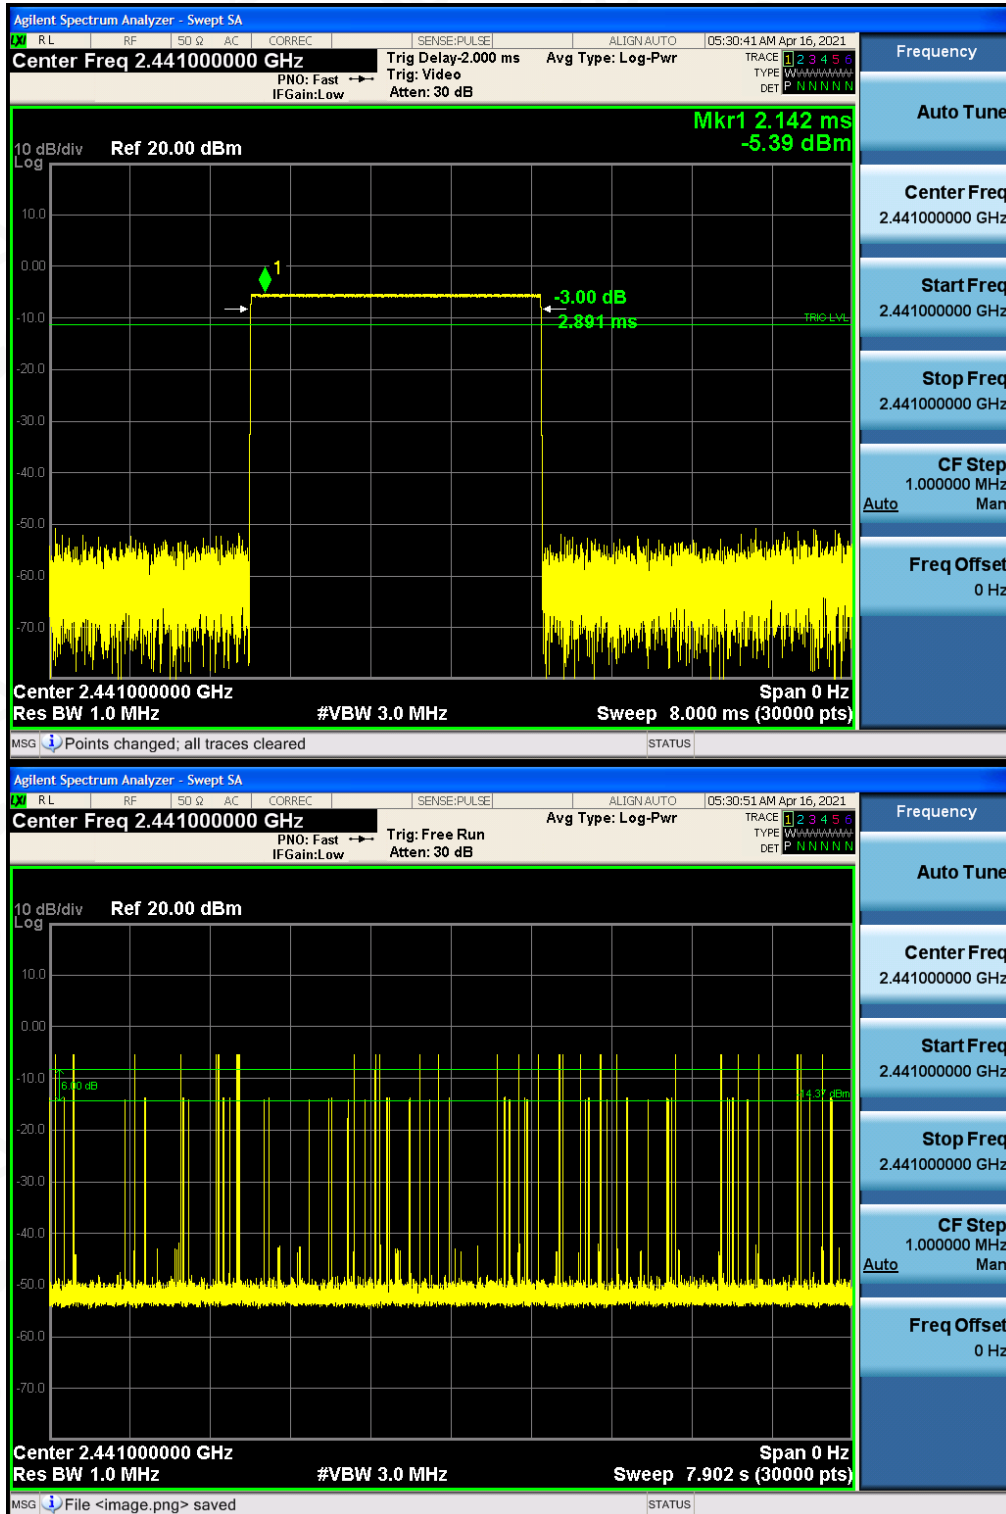 Agilent Spectrum Analyzer - Swept SA
LXI RL RF 50 Ω AC CORREC SENSE:PULSE ALIGN AUTO 05:30:41 AM Apr 16, 2021
Center Freq 2.441000000 GHz
PNO: Fast
IFGain:Low
Trig Delay-2.000 ms
Trig: Video
Atten: 30 dB
Avg Type: Log-Pwr
TRACE 1 2 3 4 5 6
TYPE WWWWWW
DET P N N N N N
Mkr1 2.142 ms
-5.39 dBm
10 dB/div Ref 20.00 dBm
Log
10.0
0.00
1
-3.00 dB
2.891 ms
-10.0
TRIG LVL
-20.0
-30.0
-40.0
-50.0
-60.0
-70.0
Center 2.441000000 GHz Span 0 Hz
Res BW 1.0 MHz #VBW 3.0 MHz Sweep 8.000 ms (30000 pts)
MSG Points changed; all traces cleared STATUS
Frequency
Auto Tune
Center Freq
2.441000000 GHz
Start Freq
2.441000000 GHz
Stop Freq
2.441000000 GHz
CF Step
1.000000 MHz
Auto Man
Freq Offset
0 Hz
Agilent Spectrum Analyzer - Swept SA
LXI RL RF 50 Ω AC CORREC SENSE:PULSE ALIGN AUTO 05:30:51 AM Apr 16, 2021
Center Freq 2.441000000 GHz
PNO: Fast
IFGain:Low
Trig: Free Run
Atten: 30 dB
Avg Type: Log-Pwr
TRACE 1 2 3 4 5 6
TYPE WWWWWW
DET P N N N N N
10 dB/div Ref 20.00 dBm
Log
10.0
0.00
-10.0
6.00 dB
-14.37 dBm
-20.0
-30.0
-40.0
-50.0
-60.0
-70.0
Center 2.441000000 GHz Span 0 Hz
Res BW 1.0 MHz #VBW 3.0 MHz Sweep 7.902 s (30000 pts)
MSG File <image.png> saved STATUS
Frequency
Auto Tune
Center Freq
2.441000000 GHz
Start Freq
2.441000000 GHz
Stop Freq
2.441000000 GHz
CF Step
1.000000 MHz
Auto Man
Freq Offset
0 Hz